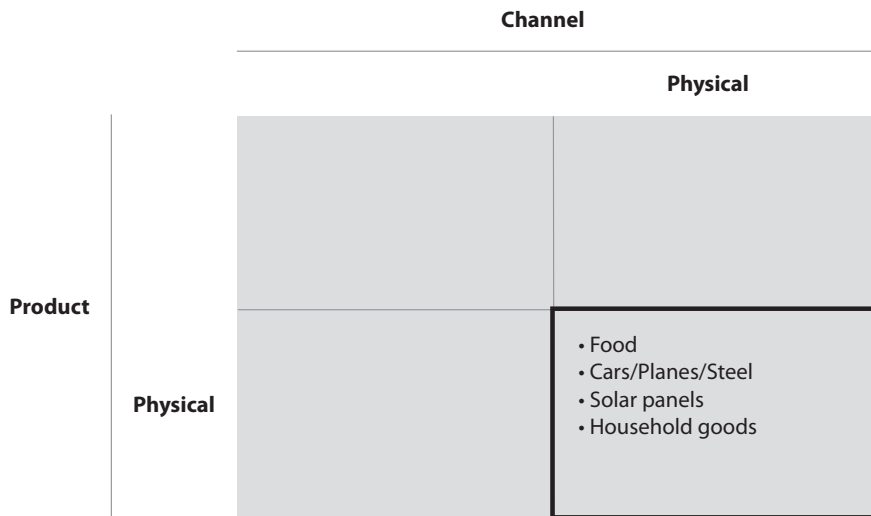 Channel
Physical
Product
Physical
• Food
• Cars/Planes/Steel
• Solar panels
• Household goods